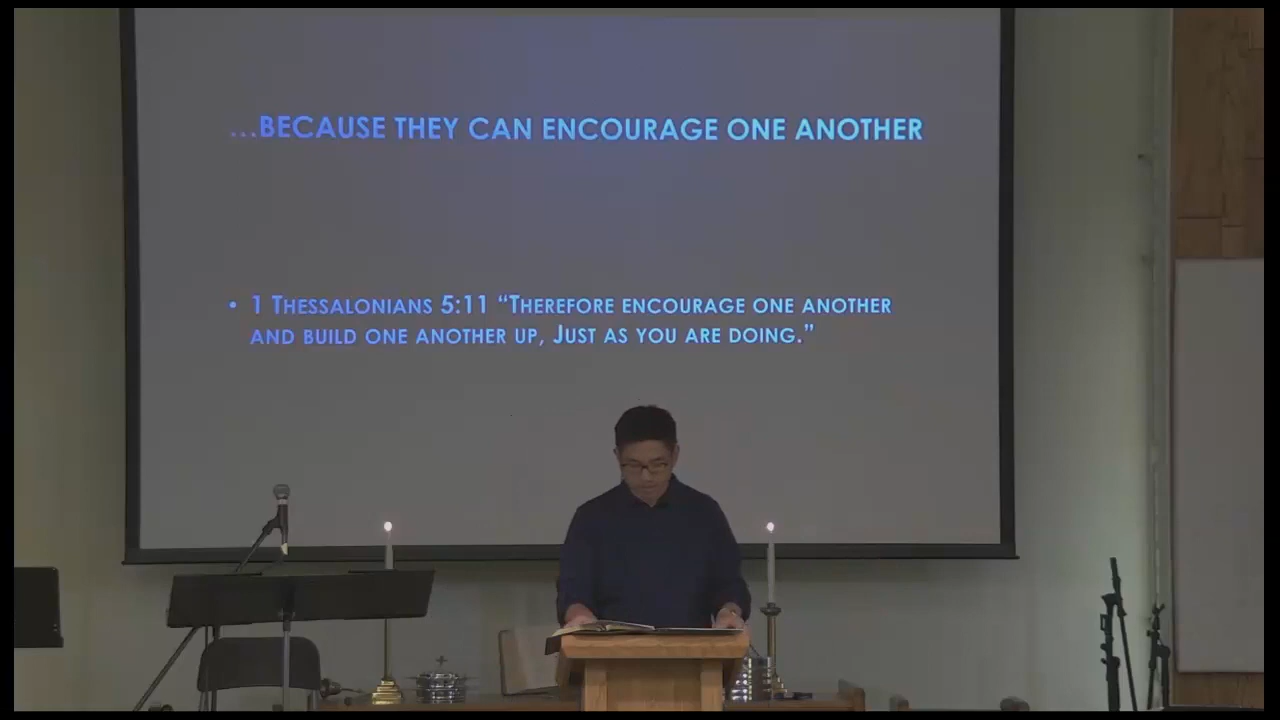 ...BECAUSE THEY CAN ENCOURAGE ONE ANOTHER
• 1 THESSALONIANS 5:11 “THEREFORE ENCOURAGE ONE ANOTHER
AND BUILD ONE ANOTHER UP, JUST AS YOU ARE DOING.”